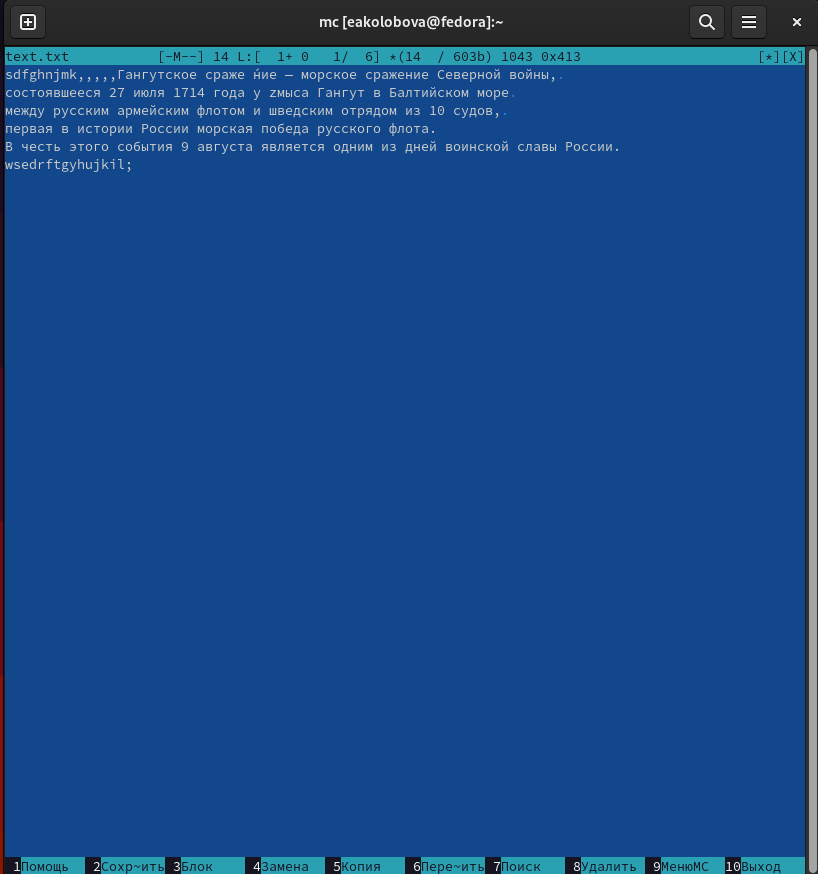 mc [eakolobova@fedora]:~
text.txt [-M--] 14 L:[ 1+ 0 1/ 6] *(14 / 603b) 1043 0x413 [*][X]
sdfghnjmk,,,,,Гангутское сраже́ние — морское сражение Северной войны,.
состоявшееся 27 июля 1714 года у zмыса Гангут в Балтийском море.
между русским армейским флотом и шведским отрядом из 10 судов,.
первая в истории России морская победа русского флота.
В честь этого события 9 августа является одним из дней воинской славы России.
wsedrftgyhujkil;
1Помощь 2Сохр~ить 3Блок 4Замена 5Копия 6Пере~ить 7Поиск 8Удалить 9МенюMC 10Выход